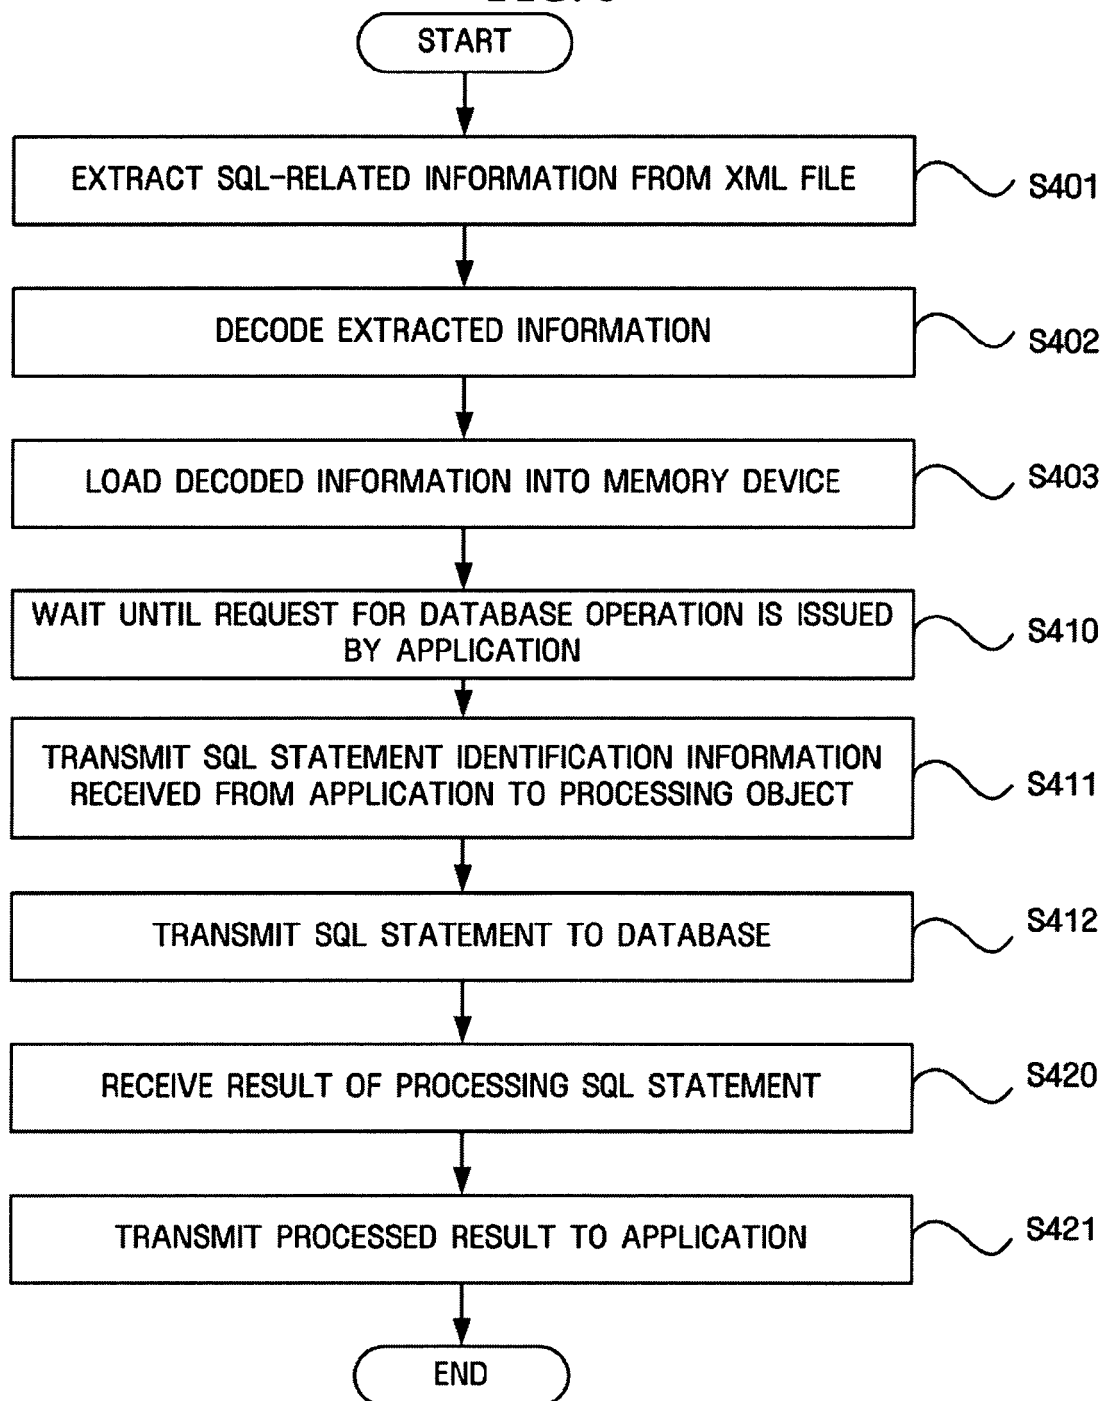 START
EXTRACT SQL-RELATED INFORMATION FROM XML FILE
S401
DECODE EXTRACTED INFORMATION
S402
LOAD DECODED INFORMATION INTO MEMORY DEVICE
S403
WAIT UNTIL REQUEST FOR DATABASE OPERATION IS ISSUED
BY APPLICATION
S410
TRANSMIT SQL STATEMENT IDENTIFICATION INFORMATION
RECEIVED FROM APPLICATION TO PROCESSING OBJECT
S411
TRANSMIT SQL STATEMENT TO DATABASE
S412
RECEIVE RESULT OF PROCESSING SQL STATEMENT
S420
TRANSMIT PROCESSED RESULT TO APPLICATION
S421
END